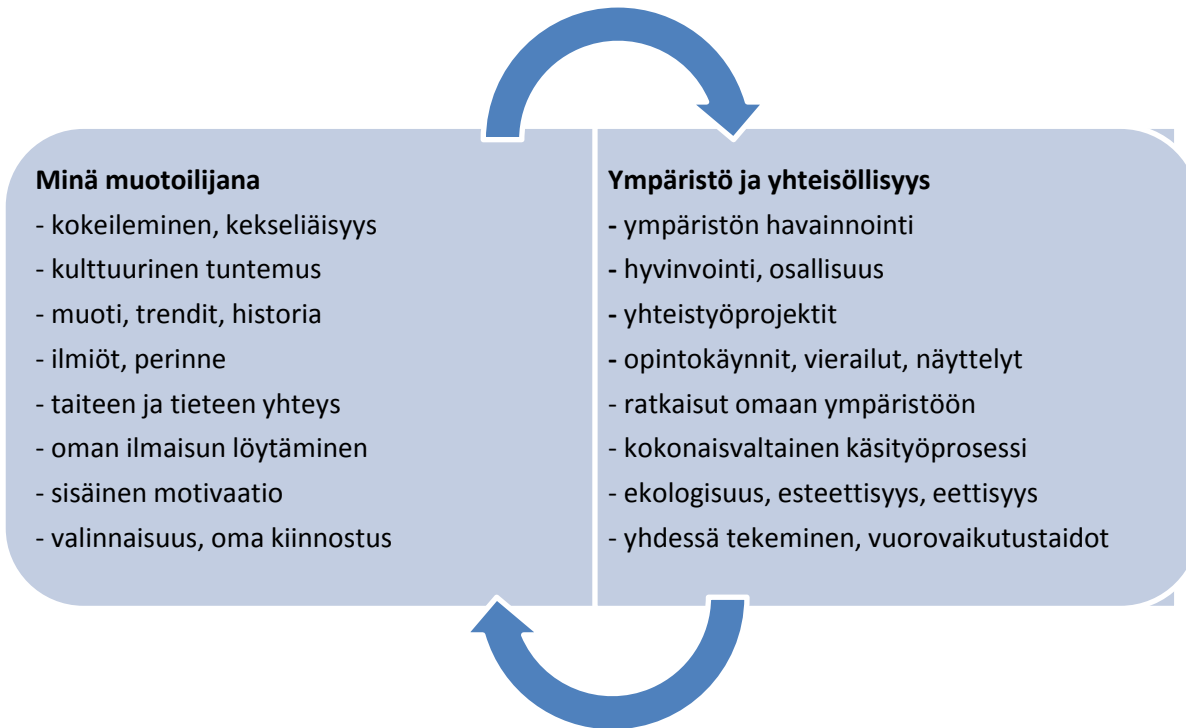 Minä muotoilijana
- kokeileminen, kekseliäisyys
- kulttuurinen tuntemus
- muoti, trendit, historia
- ilmiöt, perinne
- taiteen ja tieteen yhteys
- oman ilmaisun löytäminen
- sisäinen motivaatio
- valinnaisuus, oma kiinnostus
Ympäristö ja yhteisöllisyys
- ympäristön havainnointi
- hyvinvointi, osallisuus
- yhteistyöprojektit
- opintokäynnit, vierailut, näyttelyt
- ratkaisut omaan ympäristöön
- kokonaisvaltainen käsityöprosessi
- ekologisuus, esteettisyys, eettisyys
- yhdessä tekeminen, vuorovaikutustaidot